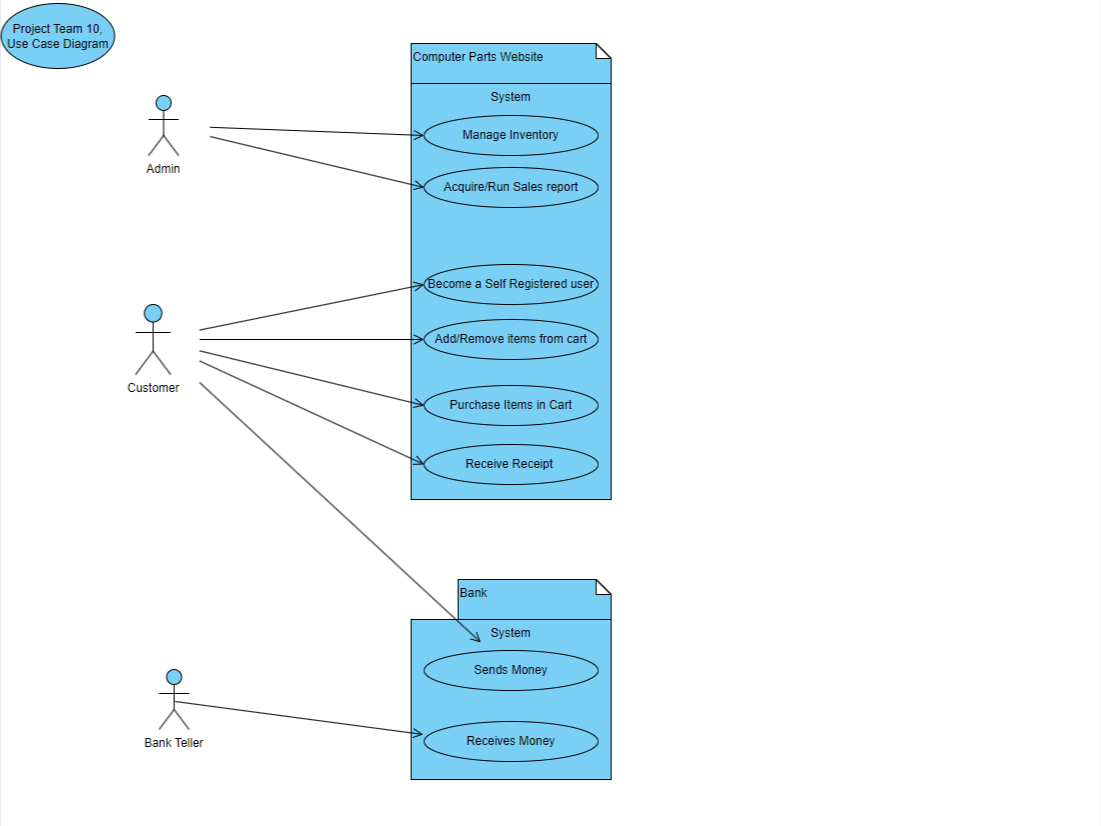 Project Team 10,
Use Case Diagram
Computer Parts Website
System
Admin
Manage Inventory
Acquire/Run Sales report
Customer
Become a Self Registered user
Add/Remove items from cart
Purchase Items in Cart
Receive Receipt
Bank
System
Sends Money
Bank Teller
Receives Money